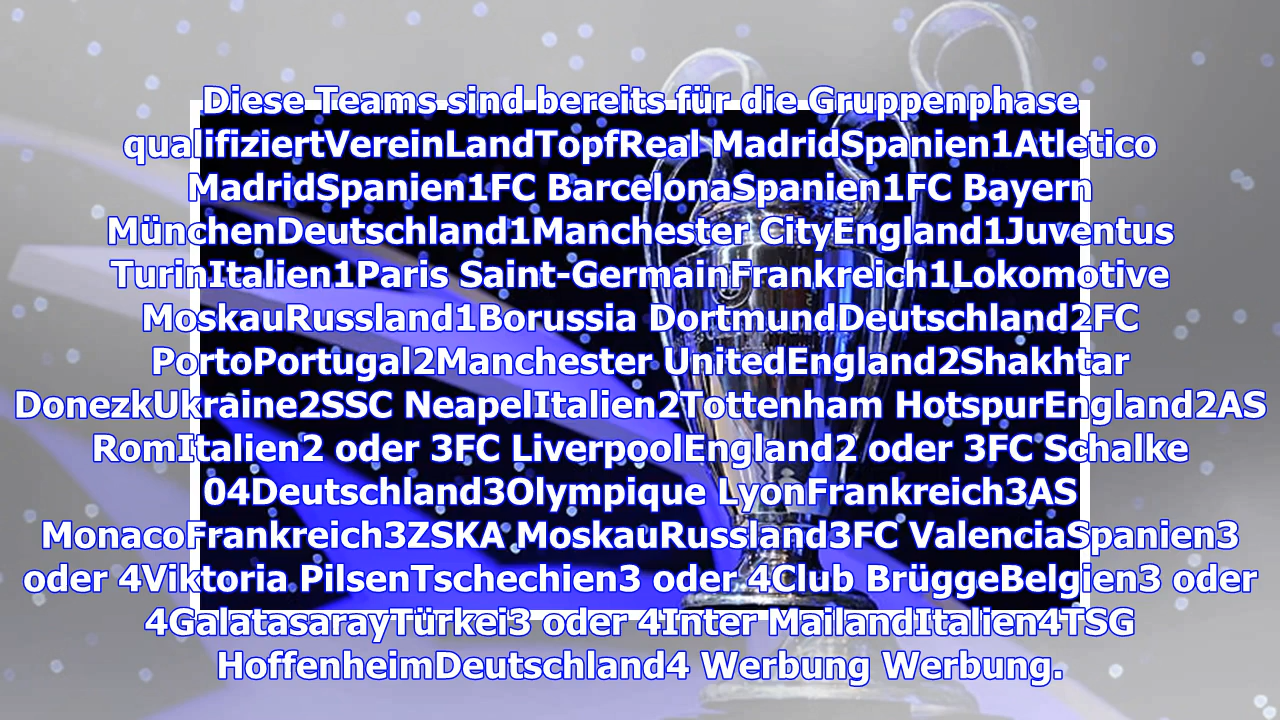 Diese Teams sind bereits für die Gruppenphase
qualifiziertVereinLandTopfReal MadridSpanien1Atletico
MadridSpanien1FC BarcelonaSpanien1FC Bayern
MünchenDeutschland1Manchester CityEngland1Juventus
TurinItalien1Paris Saint-GermainFrankreich1Lokomotive
MoskauRussland1Borussia DortmundDeutschland2FC
PortoPortugal2Manchester UnitedEngland2Shakhtar
DonezkUkraine2SSC NeapelItalien2Tottenham HotspurEngland2AS
RomItalien2 oder 3FC LiverpoolEngland2 oder 3FC Schalke
04Deutschland3Olympique LyonFrankreich3AS
MonacoFrankreich3ZSKA MoskauRussland3FC ValenciaSpanien3
oder 4Viktoria PilsenTschechien3 oder 4Club BrüggeBelgien3 oder
4GalatasarayTürkei3 oder 4Inter MailandItalien4TSG
HoffenheimDeutschland4 Werbung Werbung.